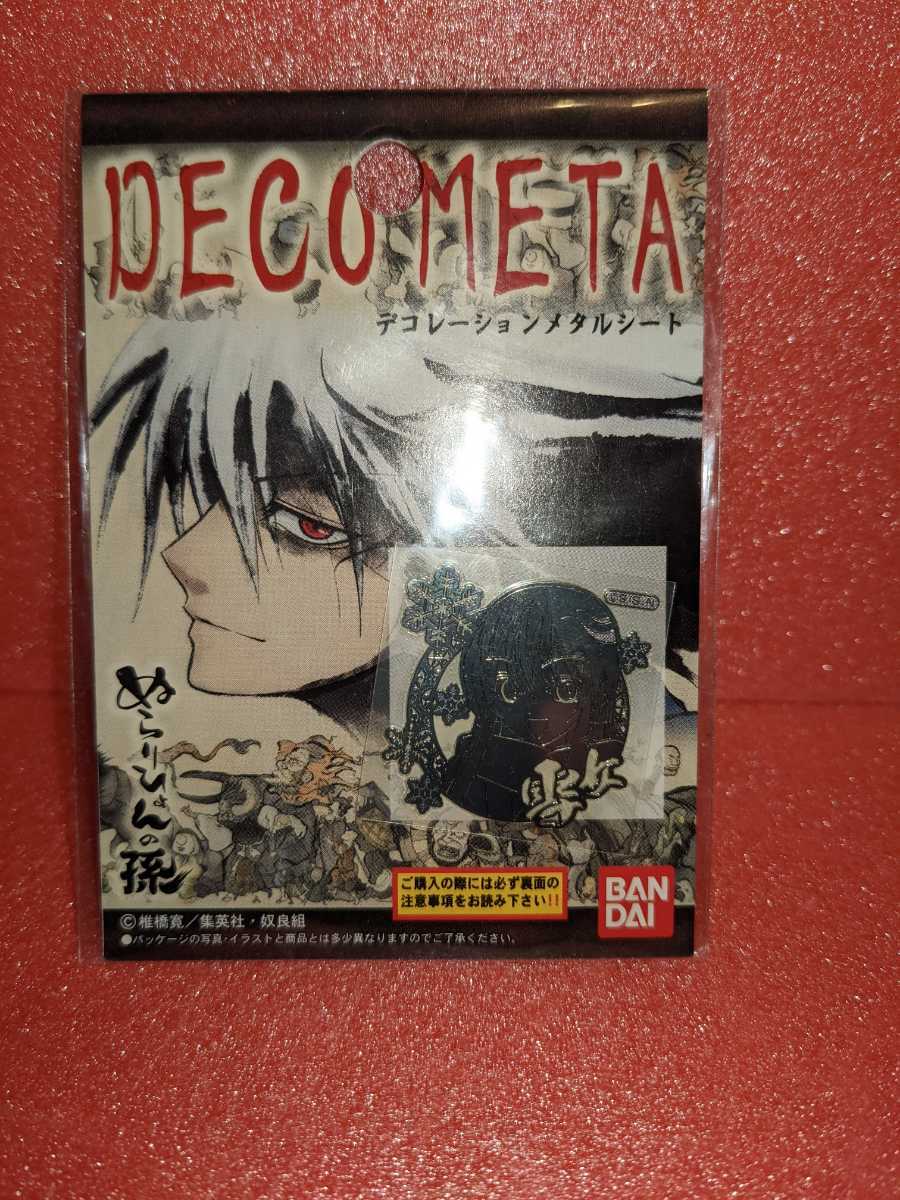 DECO META
デコレーションメタルシート
雪女
ぬらりひょんの孫
ご購入の際には必ず裏面の
注意事項をお読み下さい!!
BAN
DAI
©椎橋寛/集英社・奴良組
●パッケージの写真・イラストと商品とは多少異なりますのでご了承ください。